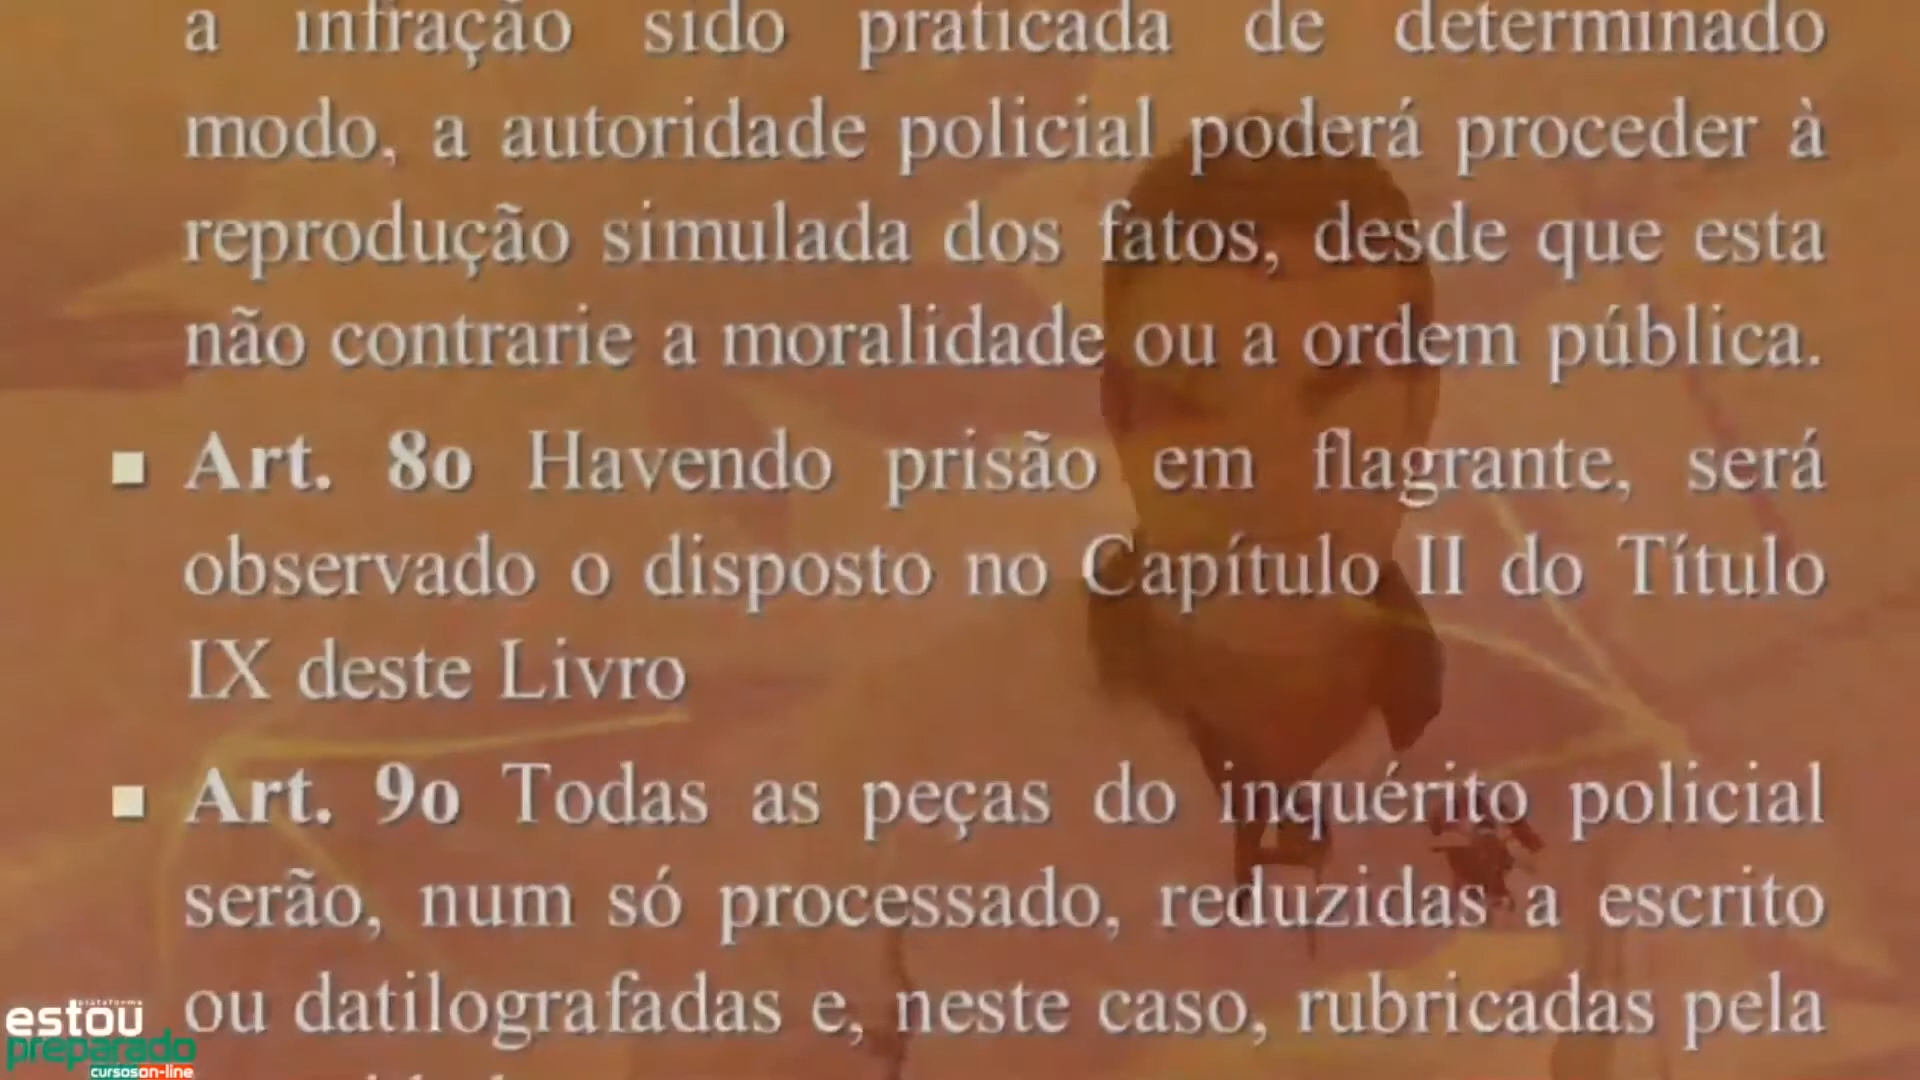 a infração sido praticada de determinado
modo, a autoridade policial poderá proceder à
reprodução simulada dos fatos, desde que esta
não contrarie a moralidade ou a ordem pública.
Art. 8o Havendo prisão em flagrante, será
observado o disposto no Capítulo II do Título
IX deste Livro
Art. 9o Todas as peças do inquérito policial
serão, num só processado, reduzidas a escrito
ou datilografadas e, neste caso, rubricadas pela
plataforma
estou
preparado
cursoson-line